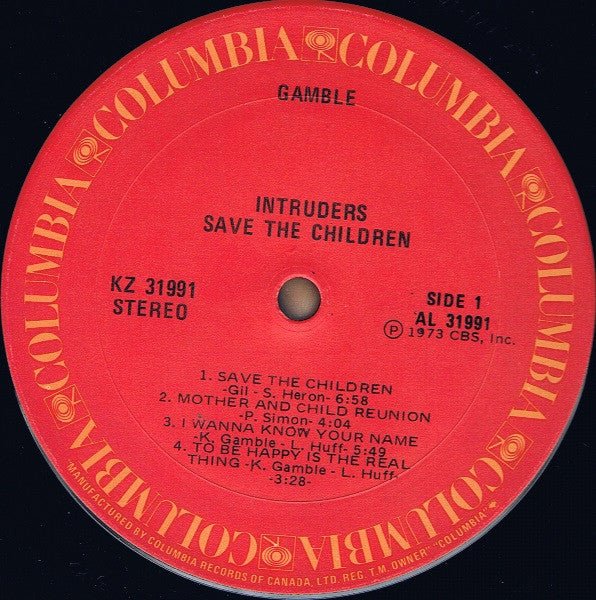 COLUMBIA COLUMBIA COLUMBIA COLUMBIA COLUMBIA COLUMBIA
GAMBLE
INTRUDERS
SAVE THE CHILDREN
KZ 31991
STEREO
SIDE 1
AL 31991
Ⓟ 1973 CBS, Inc.
1. SAVE THE CHILDREN
-Gil - S. Heron- 6:58
2. MOTHER AND CHILD REUNION
-P. Simon- 4:04
3. I WANNA KNOW YOUR NAME
-K. Gamble - L. Huff- 5:49
4. TO BE HAPPY IS THE REAL
THING -K. Gamble - L. Huff-
-3:28-
"MANUFACTURED BY COLUMBIA RECORDS OF CANADA, LTD. REG T.M. OWNER" "COLUMBIA"